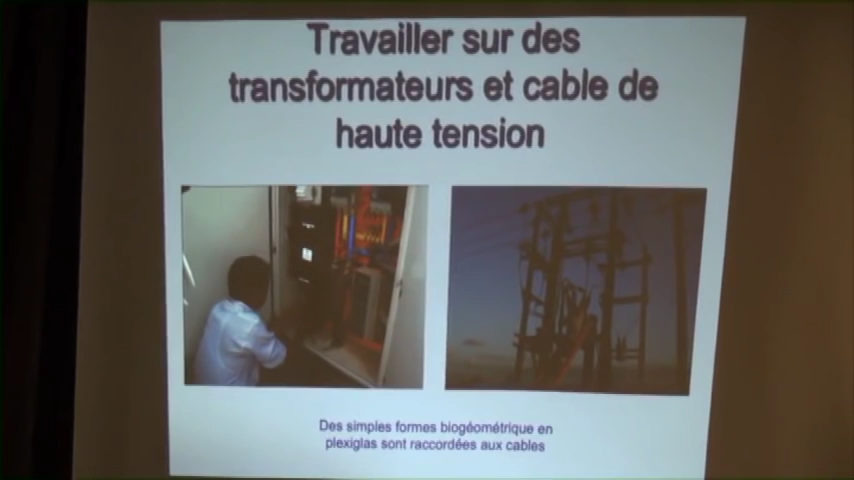 Travailler sur des
transformateurs et cable de
haute tension
Des simples formes biogéométrique en
plexiglas sont raccordées aux cables